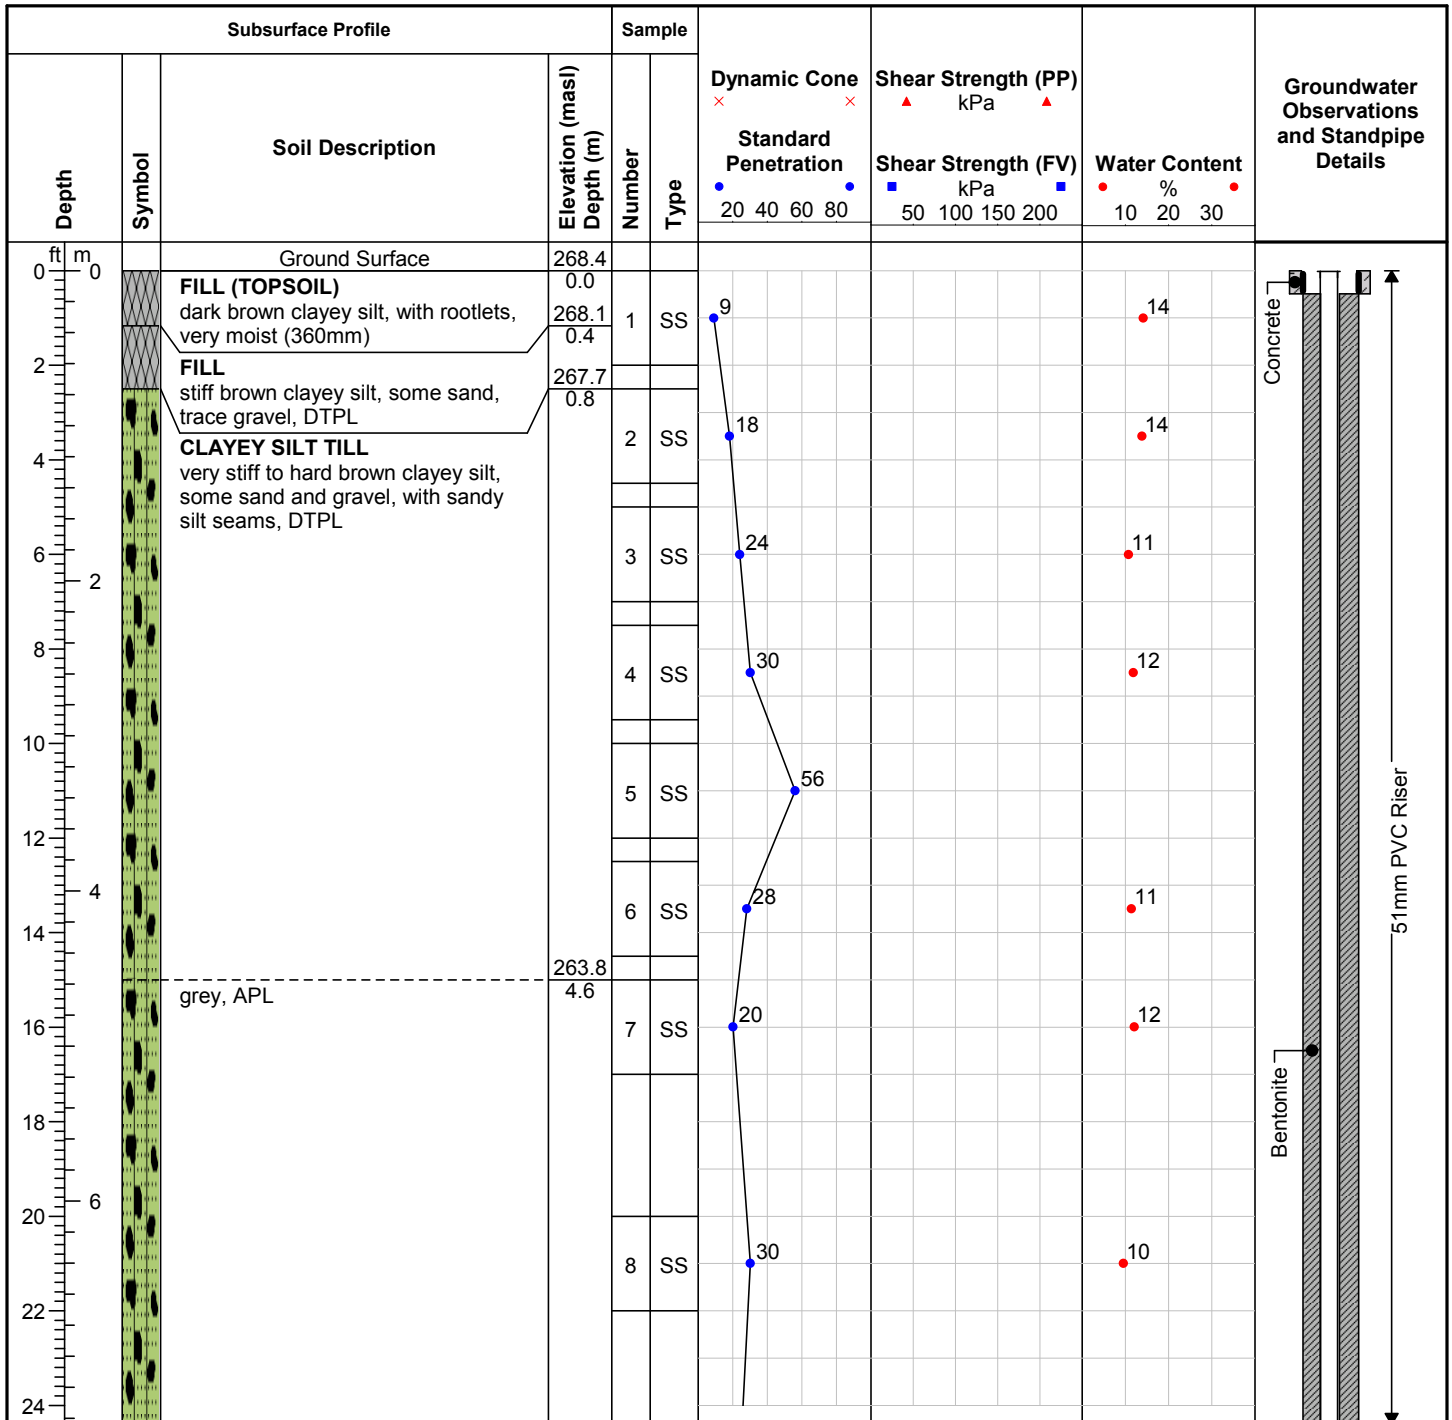 Subsurface Profile
Sample
Depth
Symbol
Soil Description
Elevation (masl)
Depth (m)
Number
Type
Dynamic Cone
Standard
Penetration
20 40 60 80
Shear Strength (PP)
kPa
Shear Strength (FV)
kPa
50 100 150 200
Water Content
%
10 20 30
Groundwater
Observations
and Standpipe
Details
ft m
Ground Surface
268.4
0 0
0.0
FILL (TOPSOIL)
dark brown clayey silt, with rootlets,
very moist (360mm)
268.1
0.4
1 SS
9
14
Concrete
2
FILL
stiff brown clayey silt, some sand,
trace gravel, DTPL
267.7
0.8
CLAYEY SILT TILL
very stiff to hard brown clayey silt,
some sand and gravel, with sandy
silt seams, DTPL
2 SS
18
14
4
6
2
3 SS
24
11
8
4 SS
30
12
10
5 SS
56
51mm PVC Riser
12
4
6 SS
28
11
14
263.8
4.6
grey, APL
16
7 SS
20
12
Bentonite
18
6
20
8 SS
30
10
22
24